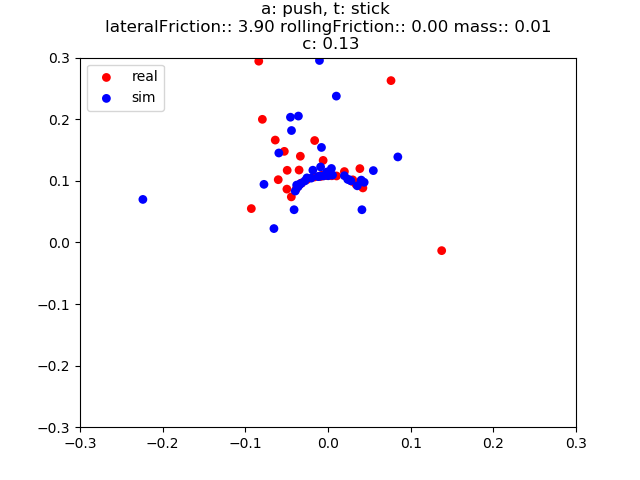 a: push, t: stick
lateralFriction:: 3.90 rollingFriction:: 0.00 mass:: 0.01
c: 0.13
real
sim
0.3
0.2
0.1
0.0
−0.1
−0.2
−0.3
−0.3
−0.2
−0.1
0.0
0.1
0.2
0.3